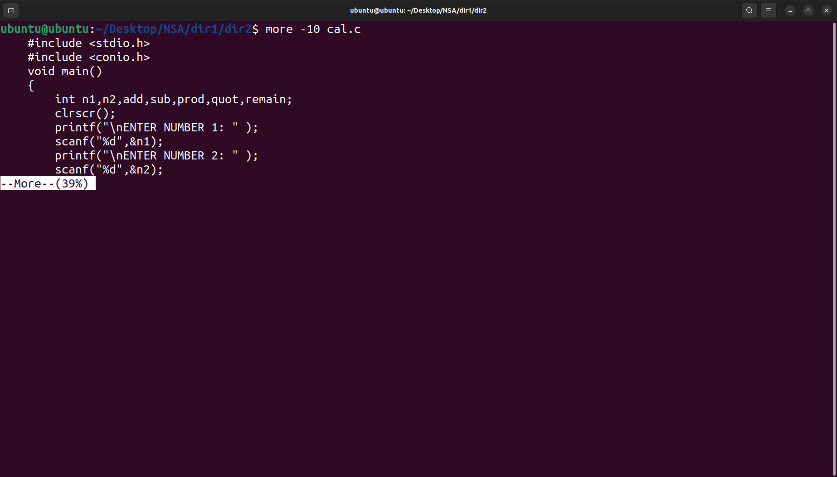 ubuntu@ubuntu: ~/Desktop/NSA/dir1/dir2
ubuntu@ubuntu:~/Desktop/NSA/dir1/dir2$ more -10 cal.c
    #include <stdio.h>
    #include <conio.h>
    void main()
    {
        int n1,n2,add,sub,prod,quot,remain;
        clrscr();
        printf("\nENTER NUMBER 1: " );
        scanf("%d",&n1);
        printf("\nENTER NUMBER 2: " );
        scanf("%d",&n2);
--More--(39%)